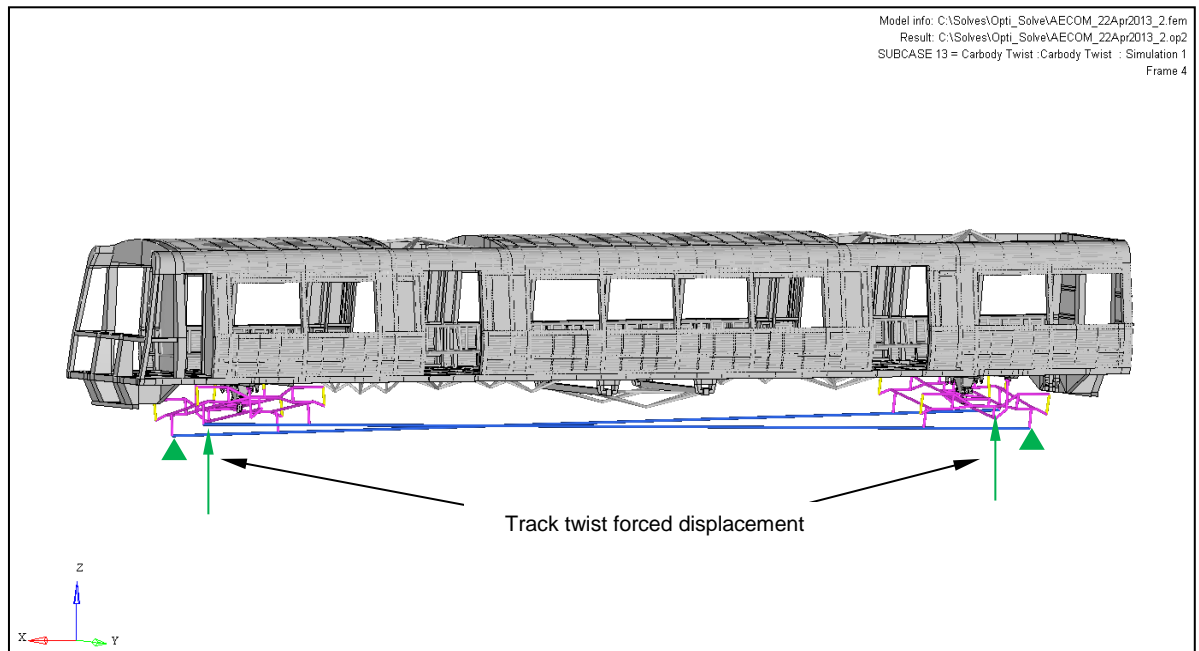 Model info: C:\Solves\Opti_Solve\AECOM_22Apr2013_2.fem
Result: C:\Solves\Opti_Solve\AECOM_22Apr2013_2.op2
SUBCASE 13 = Carbody Twist :Carbody Twist : Simulation 1
Frame 4
Track twist forced displacement
Z
X
Y